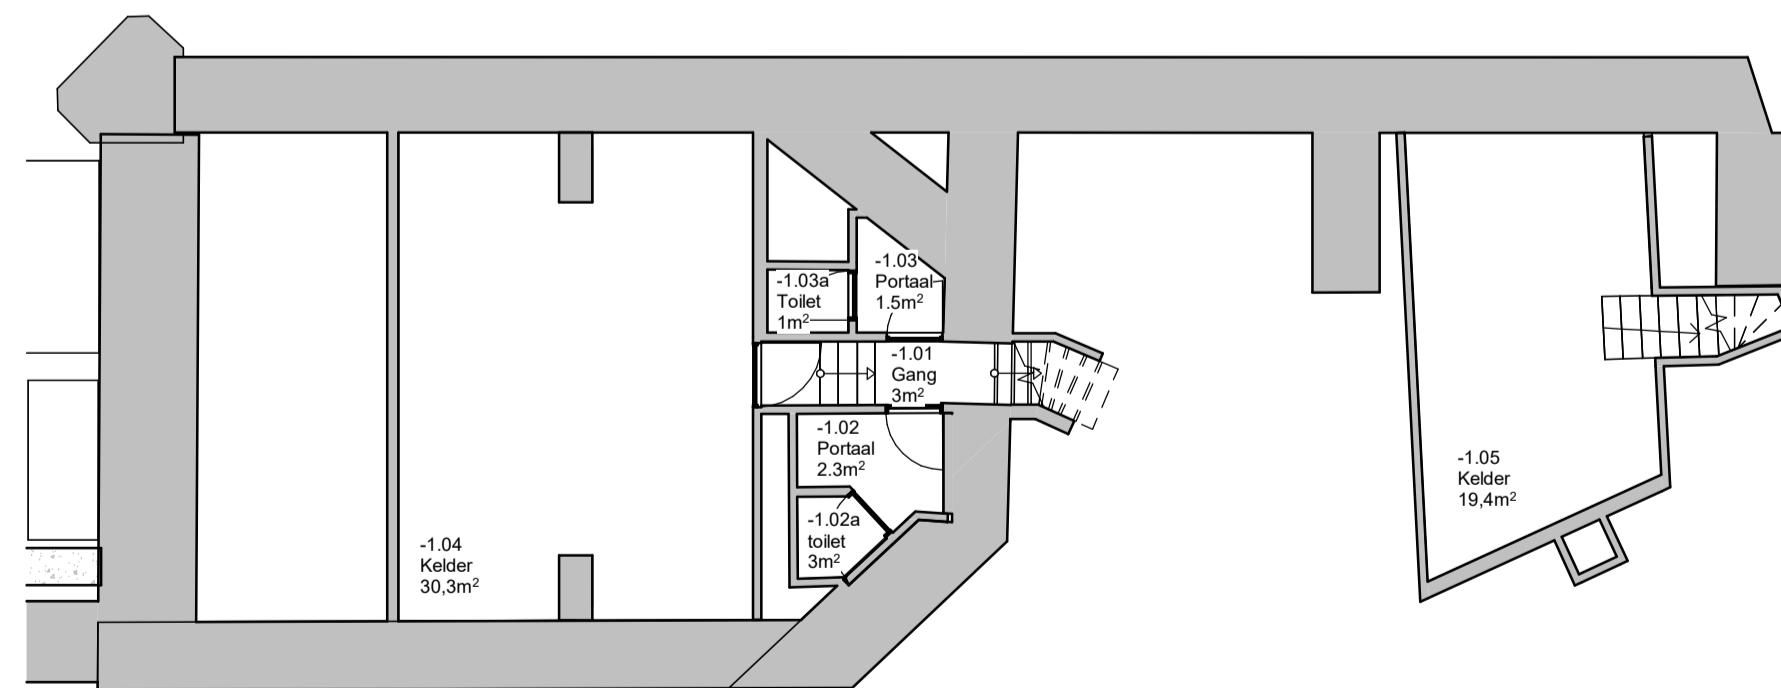 -1.03a
Toilet
1m²
-1.03
Portaal
1.5m²
-1.01
Gang
3m²
-1.02
Portaal
2.3m²
-1.02a
toilet
3m²
-1.04
Kelder
30,3m²
-1.05
Kelder
19,4m²